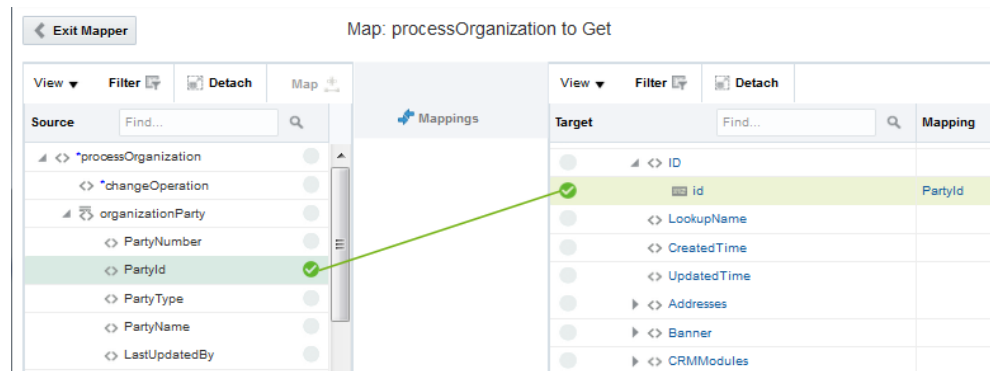 Exit Mapper
Map: processOrganization to Get
View Filter Detach Map
Source Find...
*processOrganization
*changeOperation
organizationParty
PartyNumber
PartyId
PartyType
PartyName
LastUpdatedBy
Mappings
View Filter Detach
Target Find... Mapping
ID
id PartyId
LookupName
CreatedTime
UpdatedTime
Addresses
Banner
CRMModules